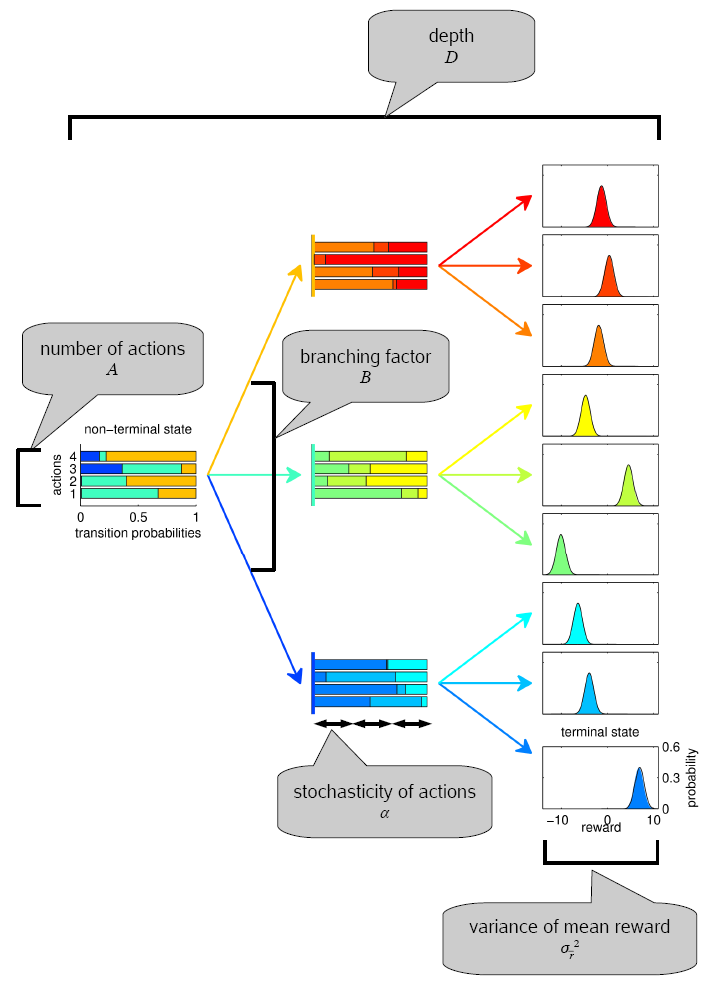 depth
D
number of actions
A
branching factor
B
non-terminal state
actions
4
3
2
1
0 0.5 1
transition probabilities
stochasticity of actions
α
terminal state
0.6
0.3
0
probability
−10 0 10
reward
variance of mean reward
σr̄²